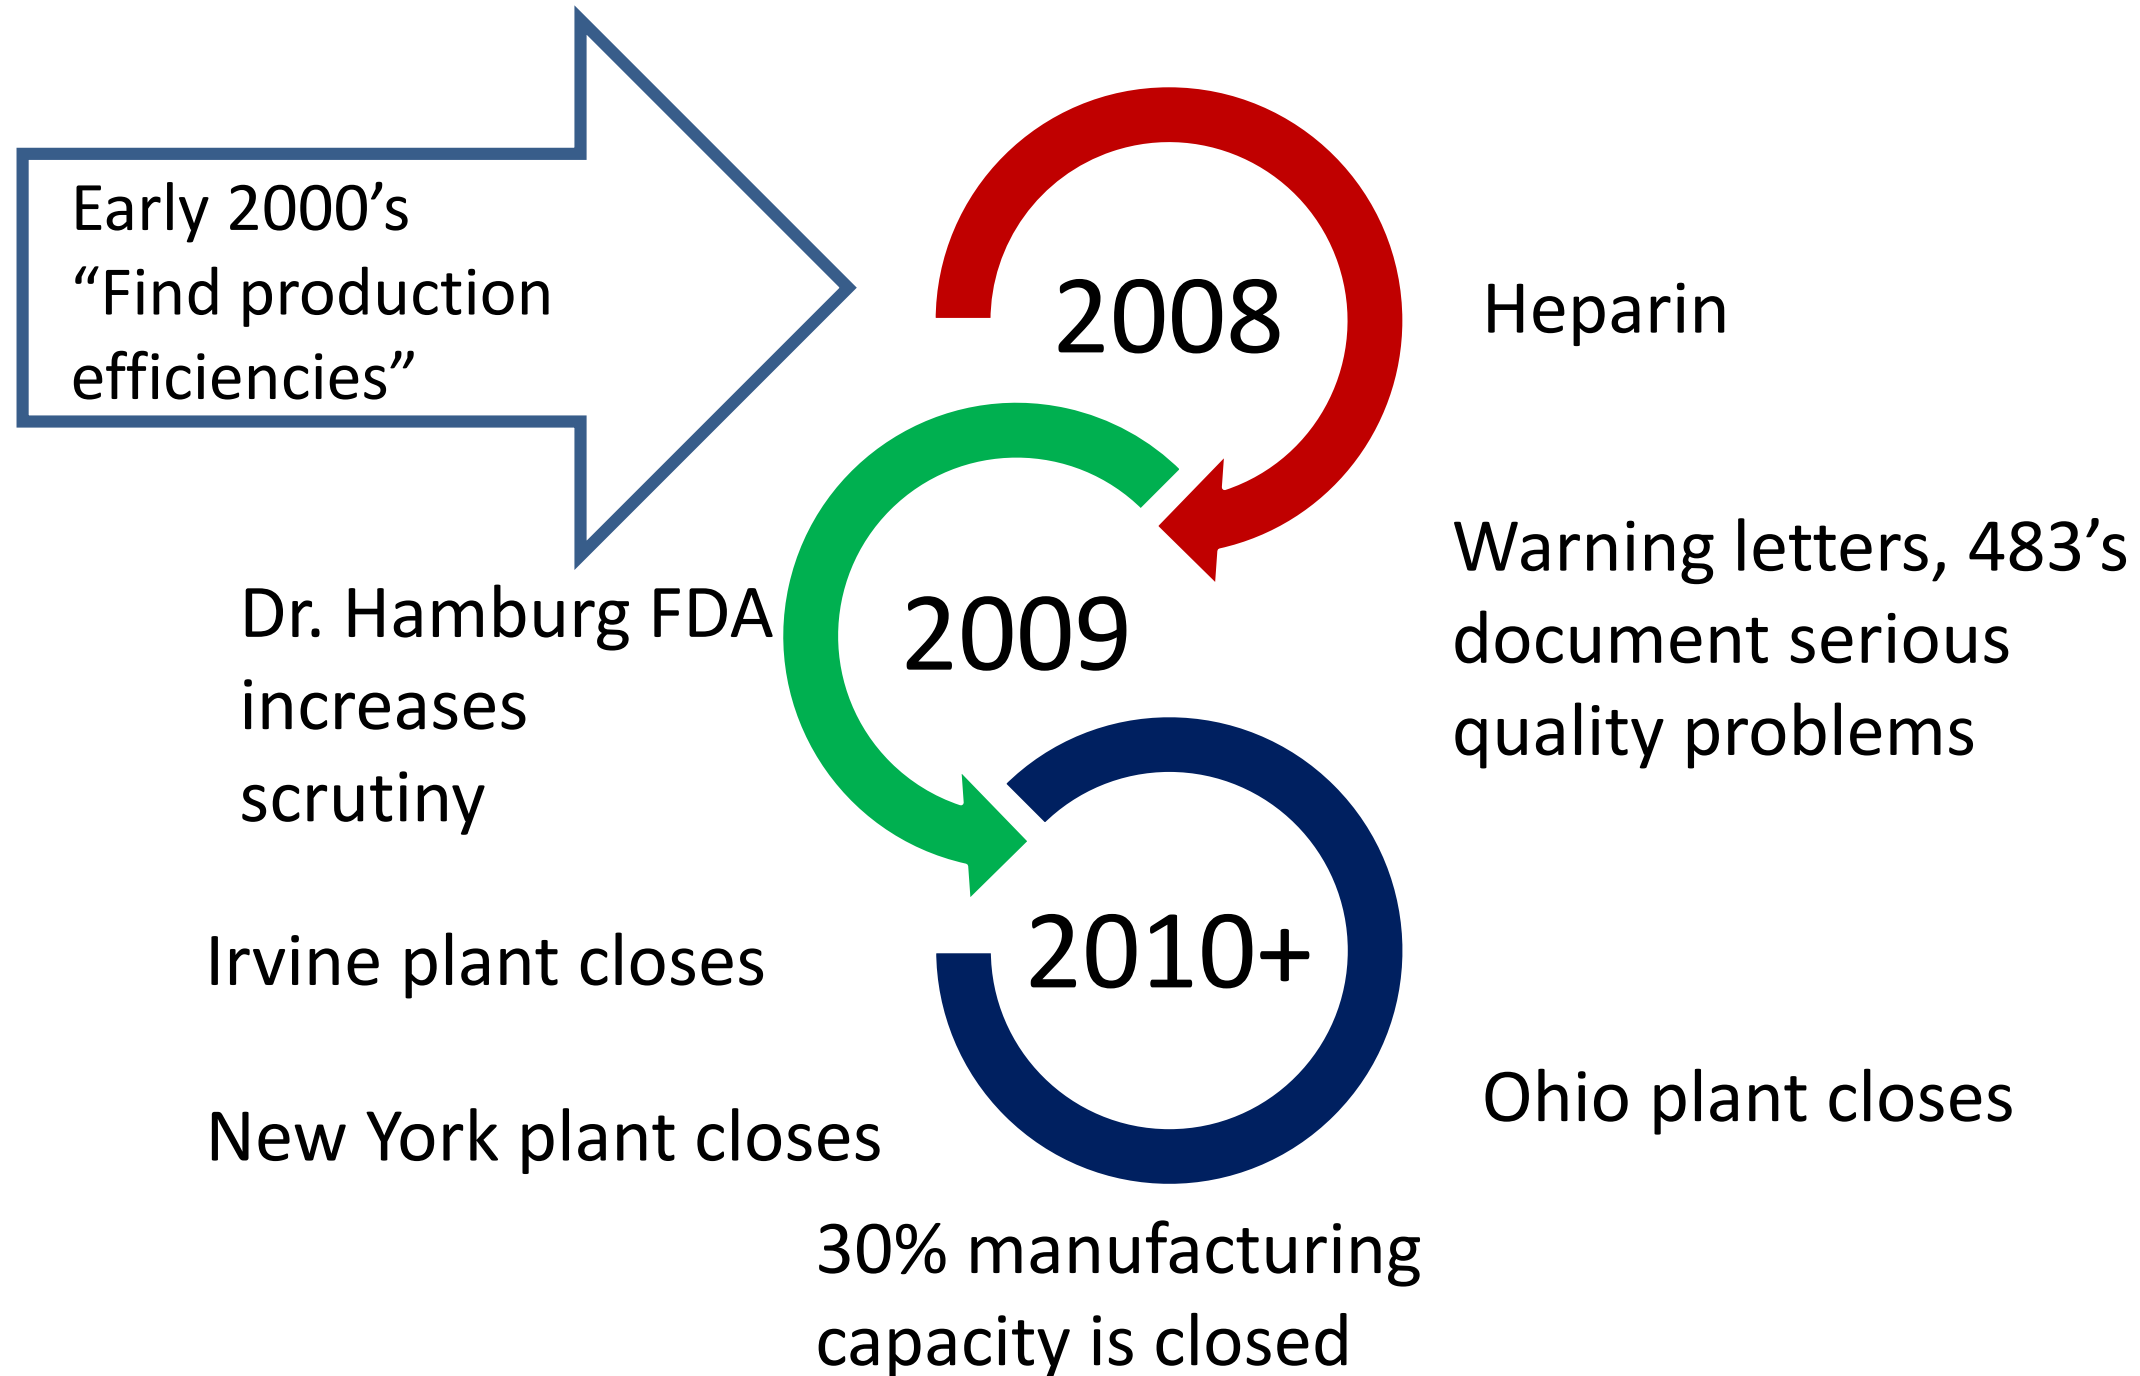 Early 2000’s
“Find production
efficiencies”
2008
Heparin
Dr. Hamburg FDA
increases
scrutiny
2009
Warning letters, 483’s
document serious
quality problems
Irvine plant closes
2010+
New York plant closes
Ohio plant closes
30% manufacturing
capacity is closed